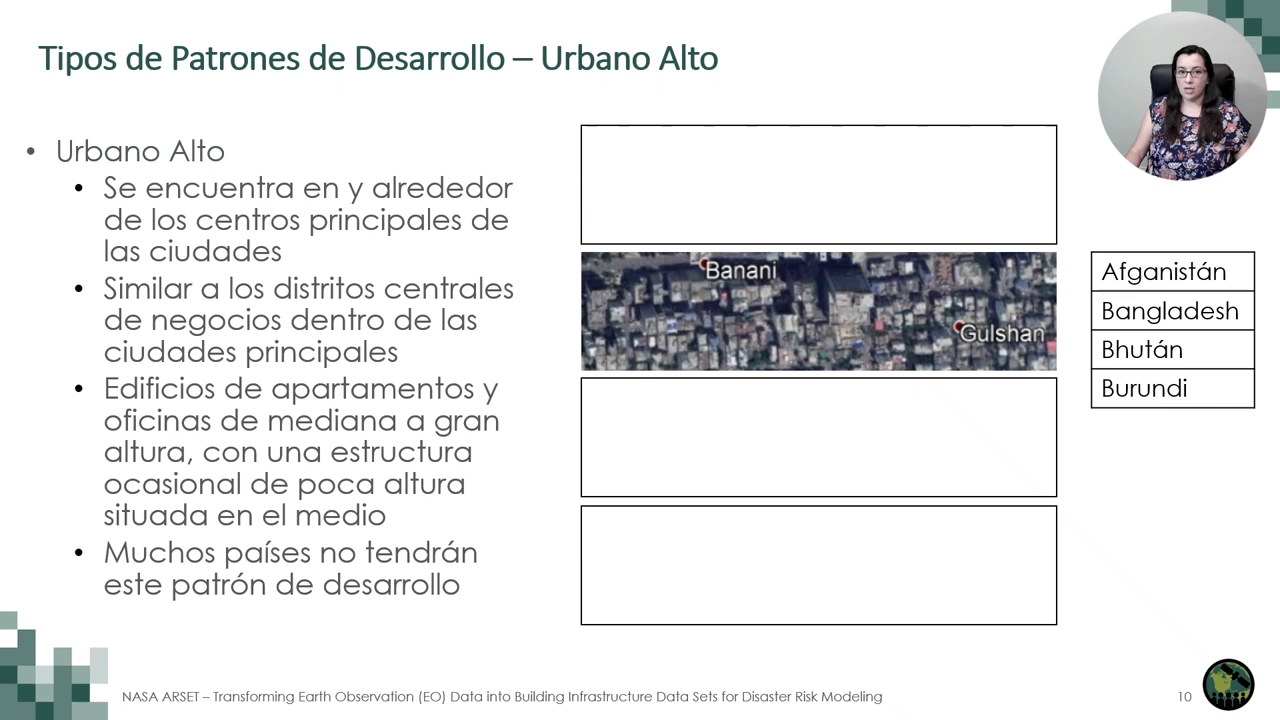 Tipos de Patrones de Desarrollo – Urbano Alto
• Urbano Alto
• Se encuentra en y alrededor
de los centros principales de
las ciudades
• Similar a los distritos centrales
de negocios dentro de las
ciudades principales
• Edificios de apartamentos y
oficinas de mediana a gran
altura, con una estructura
ocasional de poca altura
situada en el medio
• Muchos países no tendrán
este patrón de desarrollo
Banani
Gulshan
Afganistán
Bangladesh
Bhután
Burundi
NASA ARSET – Transforming Earth Observation (EO) Data into Building Infrastructure Data Sets for Disaster Risk Modeling
10